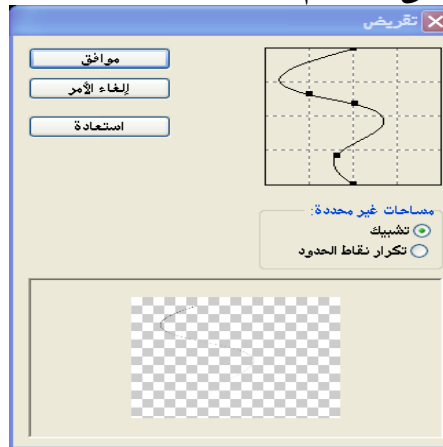 تقريض
موافق
إلغاء الأمر
استعادة
مساحات غير محددة:
تشبيك
تكرار نقاط الحدود